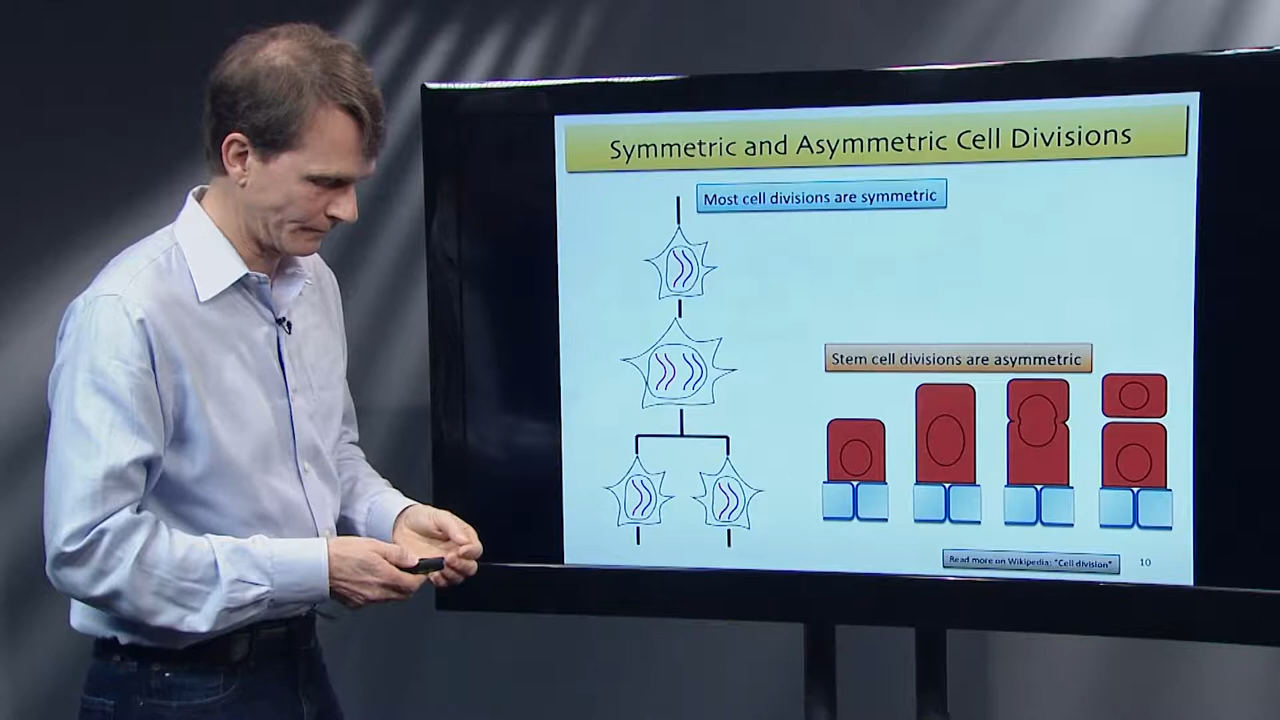 Symmetric and Asymmetric Cell Divisions
Most cell divisions are symmetric
Stem cell divisions are asymmetric
Read more on Wikipedia: "Cell division"
10